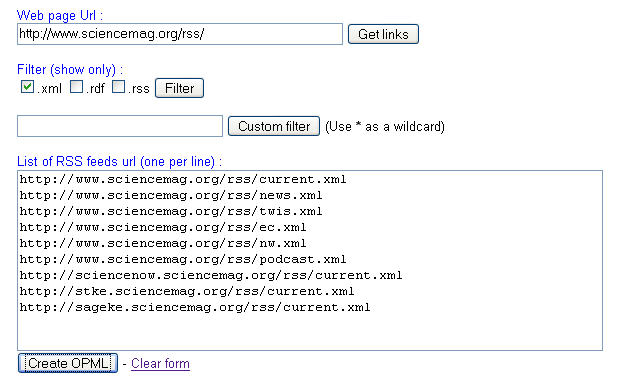 Web page Url :
http://www.sciencemag.org/rss/ Get links
Filter (show only) :
.xml .rdf .rss Filter
Custom filter (Use * as a wildcard)
List of RSS feeds url (one per line) :
http://www.sciencemag.org/rss/current.xml
http://www.sciencemag.org/rss/news.xml
http://www.sciencemag.org/rss/twis.xml
http://www.sciencemag.org/rss/ec.xml
http://www.sciencemag.org/rss/nw.xml
http://www.sciencemag.org/rss/podcast.xml
http://sciencenow.sciencemag.org/rss/current.xml
http://stke.sciencemag.org/rss/current.xml
http://sageke.sciencemag.org/rss/current.xml
Create OPML - Clear form